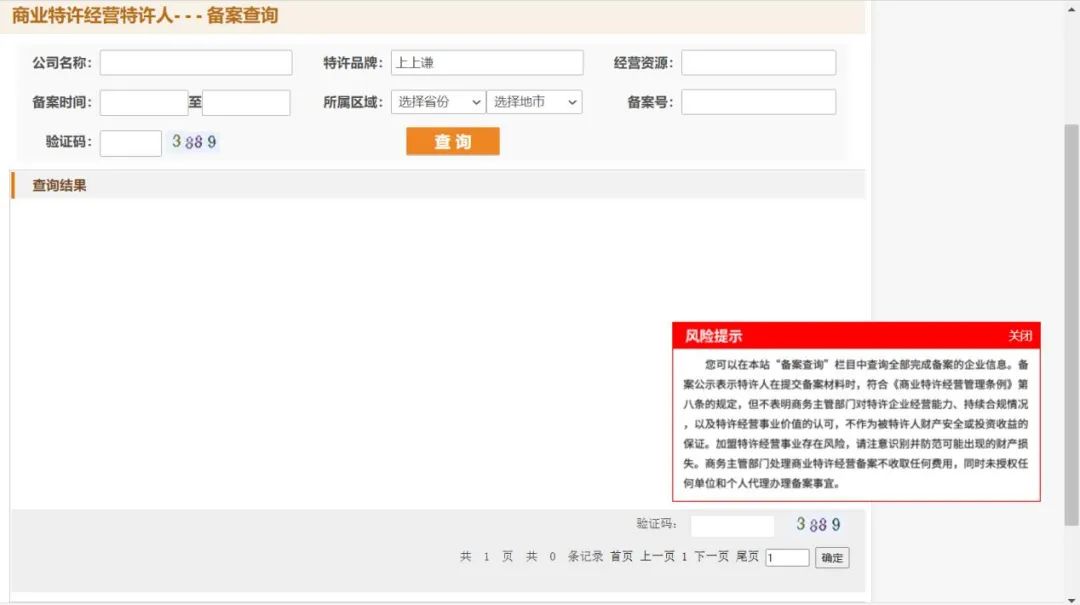 商业特许经营特许人- - - 备案查询
公司名称： 特许品牌： 上上谦 经营资源：
备案时间： 至 所属区域： 选择省份 选择地市 备案号：
验证码： 3889 查 询
查询结果
风险提示 关闭
您可以在本站“备案查询”栏目中查询全部完成备案的企业信息。备
案公示表示特许人在提交备案材料时，符合《商业特许经营管理条例》第
八条的规定，但不表明商务主管部门对特许企业经营能力、持续合规情况
，以及特许经营事业价值的认可，不作为被特许人财产安全或投资收益的
保证。加盟特许经营事业存在风险，请注意识别并防范可能出现的财产损
失。商务主管部门处理商业特许经营备案不收取任何费用，同时未授权任
何单位和个人代理办理备案事宜。
验证码： 3889
共 1 页 共 0 条记录 首页 上一页 1 下一页 尾页 1 确定